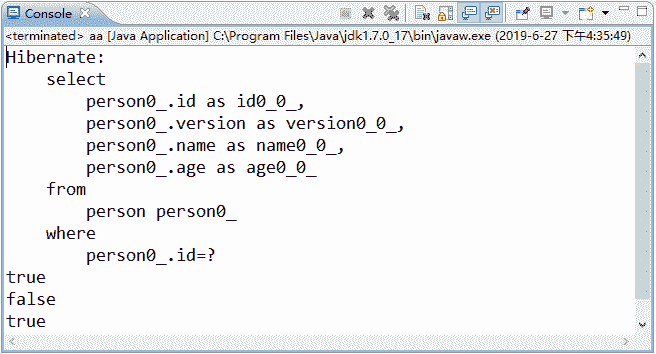 Console
<terminated> aa [Java Application] C:\Program Files\Java\jdk1.7.0_17\bin\javaw.exe (2019-6-27 下午4:35:49)
Hibernate:
    select
        person0_.id as id0_0_,
        person0_.version as version0_0_,
        person0_.name as name0_0_,
        person0_.age as age0_0_
    from
        person person0_
    where
        person0_.id=?
true
false
true